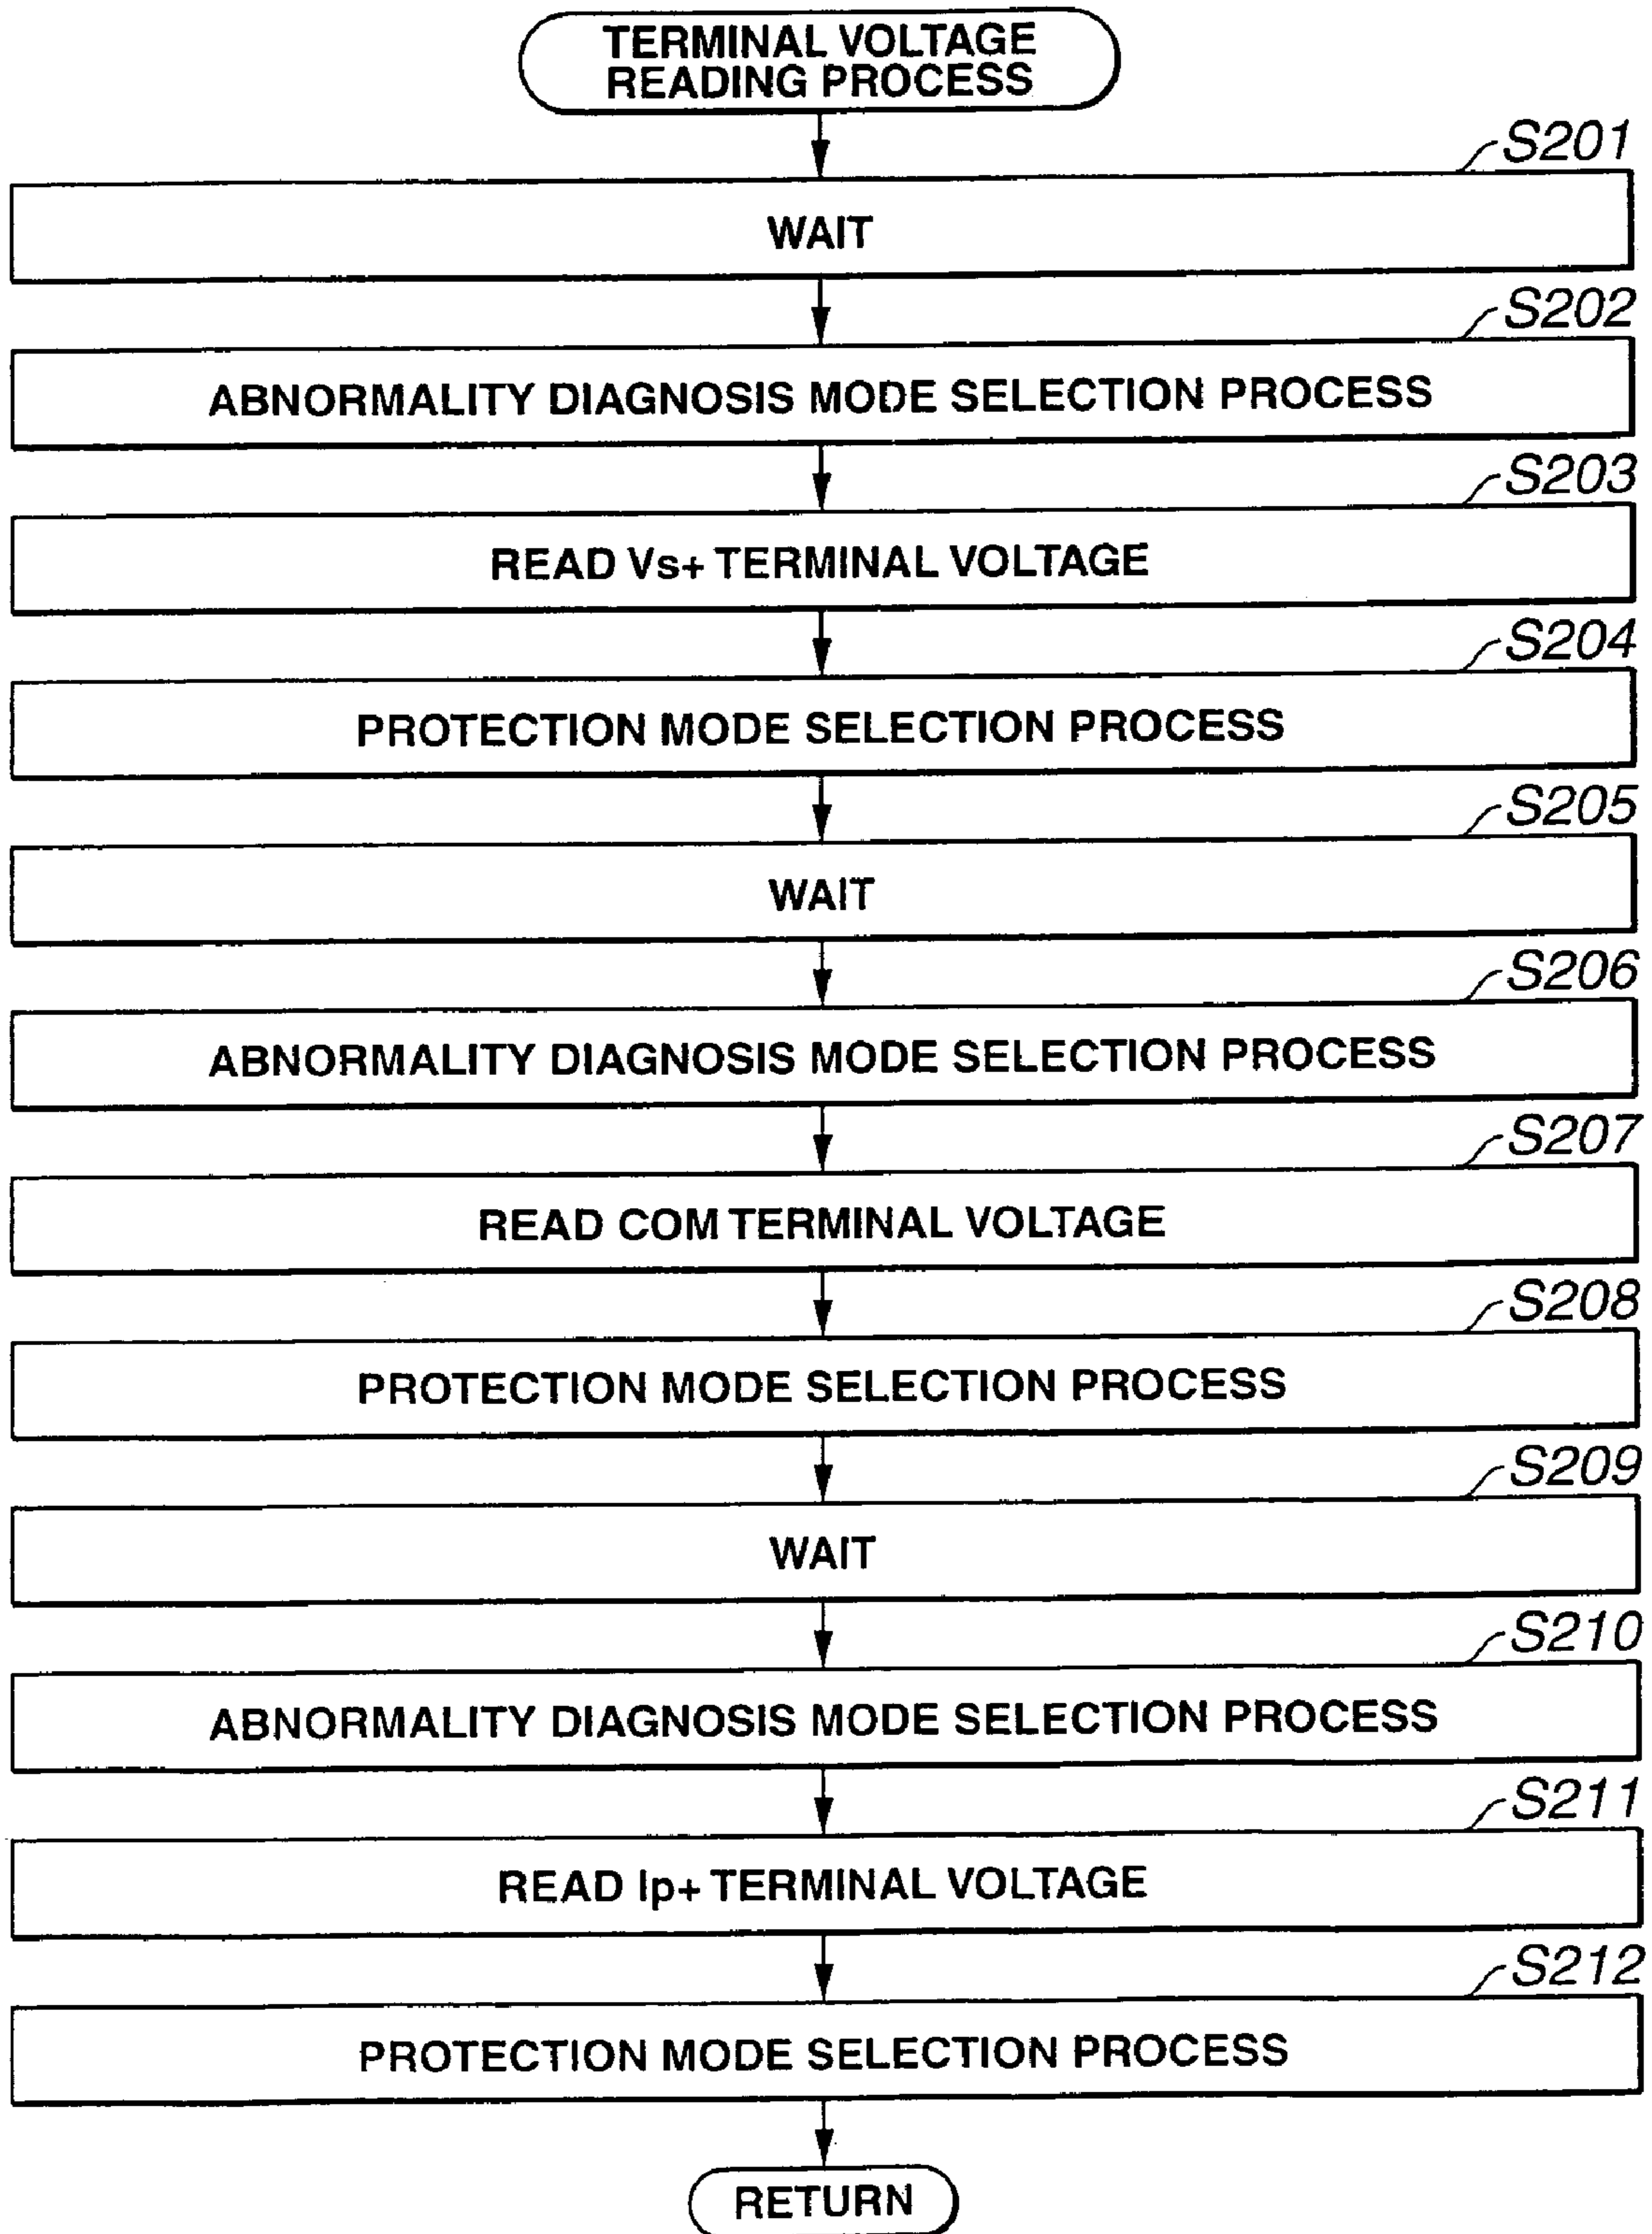 TERMINAL VOLTAGE
READING PROCESS
S201
WAIT
S202
ABNORMALITY DIAGNOSIS MODE SELECTION PROCESS
S203
READ Vs+ TERMINAL VOLTAGE
S204
PROTECTION MODE SELECTION PROCESS
S205
WAIT
S206
ABNORMALITY DIAGNOSIS MODE SELECTION PROCESS
S207
READ COM TERMINAL VOLTAGE
S208
PROTECTION MODE SELECTION PROCESS
S209
WAIT
S210
ABNORMALITY DIAGNOSIS MODE SELECTION PROCESS
S211
READ Ip+ TERMINAL VOLTAGE
S212
PROTECTION MODE SELECTION PROCESS
RETURN